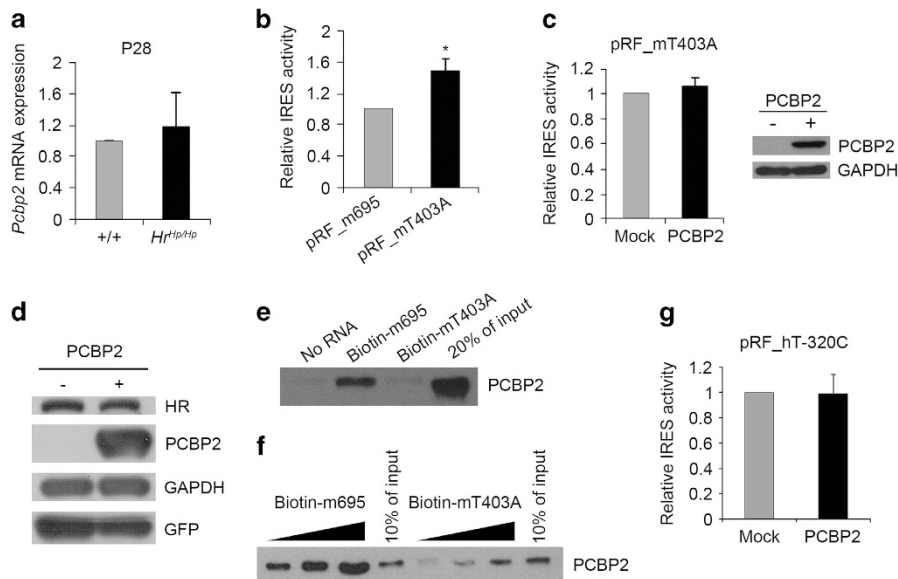 a
P28
Pcbp2 mRNA expression
2
1.6
1.2
0.8
0.4
0
+/+
Hr^Hp/Hp
b
Relative IRES activity
2
1.6
1.2
0.8
0.4
0
*
pRF_m695
pRF_mT403A
c
pRF_mT403A
Relative IRES activity
1.2
1
0.8
0.6
0.4
0.2
0
Mock
PCBP2
PCBP2
- +
PCBP2
GAPDH
d
PCBP2
- +
HR
PCBP2
GAPDH
GFP
e
No RNA
Biotin-m695
Biotin-mT403A
20% of input
PCBP2
f
Biotin-m695
10% of input
Biotin-mT403A
10% of input
PCBP2
g
pRF_hT-320C
Relative IRES activity
1.2
1
0.8
0.6
0.4
0.2
0
Mock
PCBP2